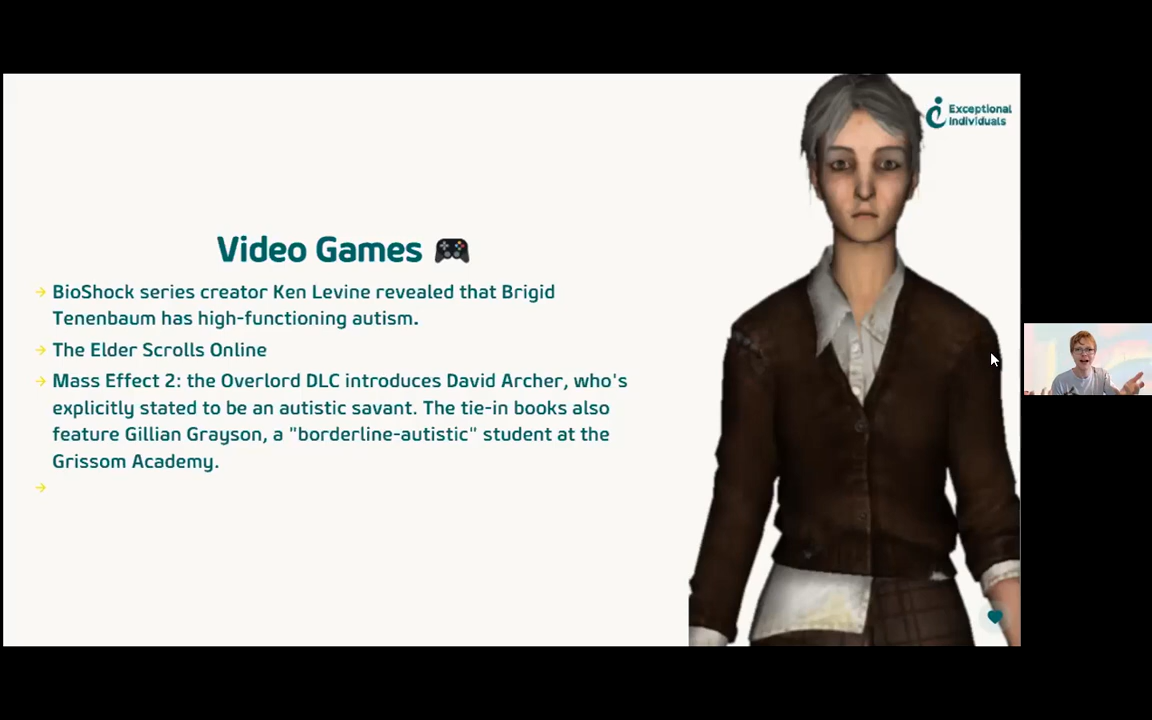 Exceptional
Individuals
Video Games
BioShock series creator Ken Levine revealed that Brigid
Tenenbaum has high-functioning autism.
The Elder Scrolls Online
Mass Effect 2: the Overlord DLC introduces David Archer, who's
explicitly stated to be an autistic savant. The tie-in books also
feature Gillian Grayson, a "borderline-autistic" student at the
Grissom Academy.